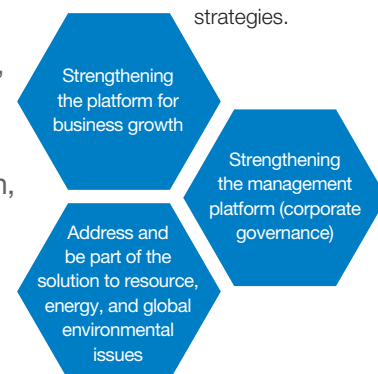 strategies.
,
Strengthening
the platform for
business growth
n,
Strengthening
the management
platform (corporate
governance)
Address and
be part of the
solution to resource,
energy, and global
environmental
issues